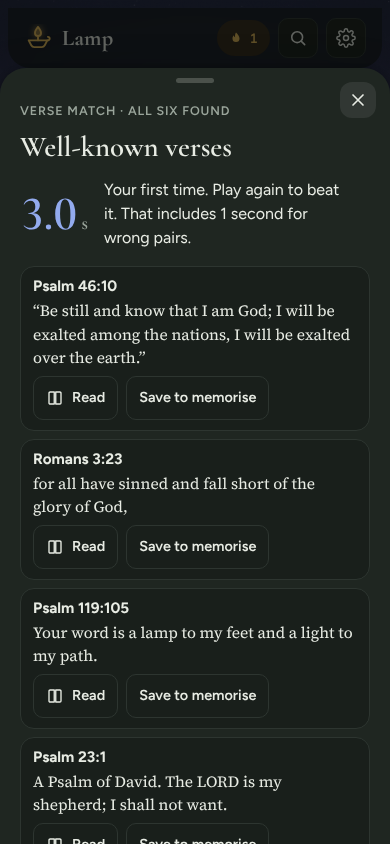 Lamp
1
VERSE MATCH · ALL SIX FOUND
Well-known verses
3.0 s
Your first time. Play again to beat
it. That includes 1 second for
wrong pairs.
Psalm 46:10
“Be still and know that I am God; I will be
exalted among the nations, I will be exalted
over the earth.”
Read
Save to memorise
Romans 3:23
for all have sinned and fall short of the
glory of God,
Read
Save to memorise
Psalm 119:105
Your word is a lamp to my feet and a light to
my path.
Read
Save to memorise
Psalm 23:1
A Psalm of David. The LORD is my
shepherd; I shall not want.
Read
Save to memorise